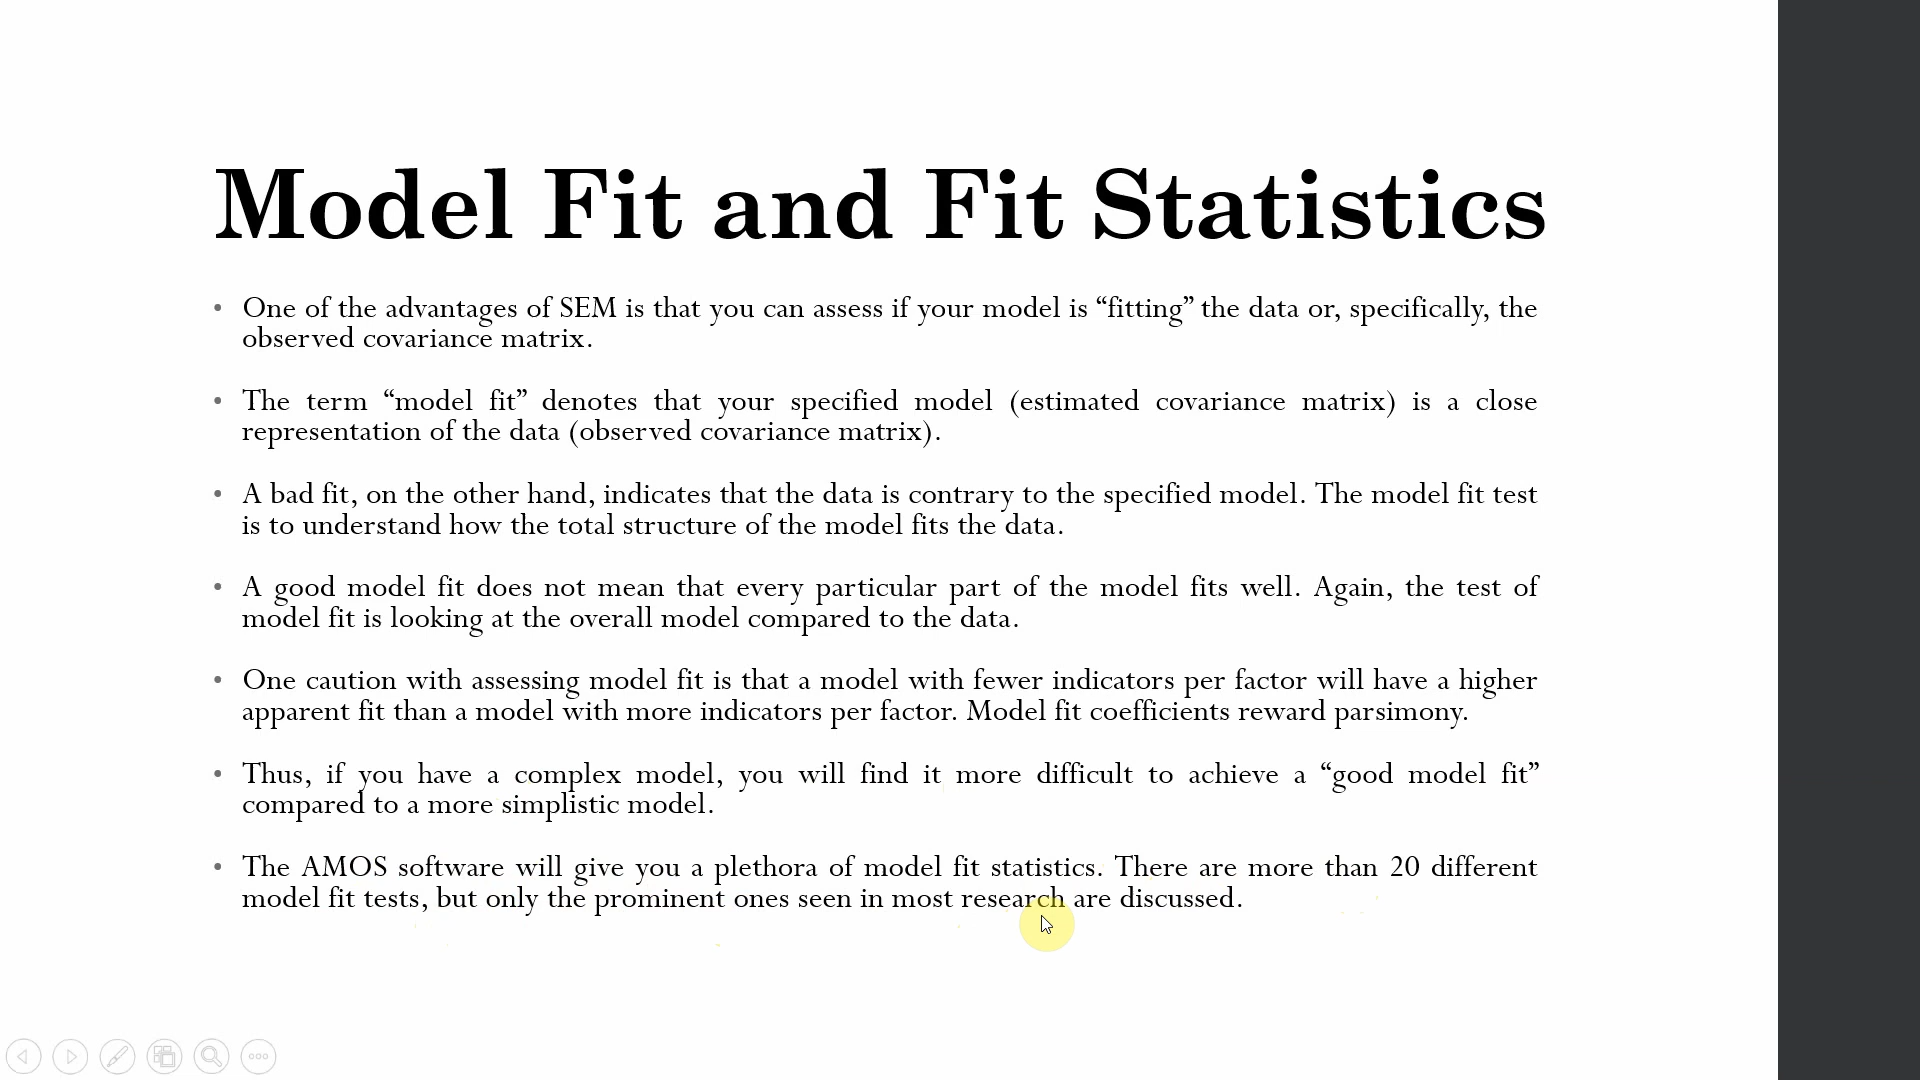 Model Fit and Fit Statistics
• One of the advantages of SEM is that you can assess if your model is “fitting” the data or, specifically, the
observed covariance matrix.
• The term “model fit” denotes that your specified model (estimated covariance matrix) is a close
representation of the data (observed covariance matrix).
• A bad fit, on the other hand, indicates that the data is contrary to the specified model. The model fit test
is to understand how the total structure of the model fits the data.
• A good model fit does not mean that every particular part of the model fits well. Again, the test of
model fit is looking at the overall model compared to the data.
• One caution with assessing model fit is that a model with fewer indicators per factor will have a higher
apparent fit than a model with more indicators per factor. Model fit coefficients reward parsimony.
• Thus, if you have a complex model, you will find it more difficult to achieve a “good model fit”
compared to a more simplistic model.
• The AMOS software will give you a plethora of model fit statistics. There are more than 20 different
model fit tests, but only the prominent ones seen in most research are discussed.